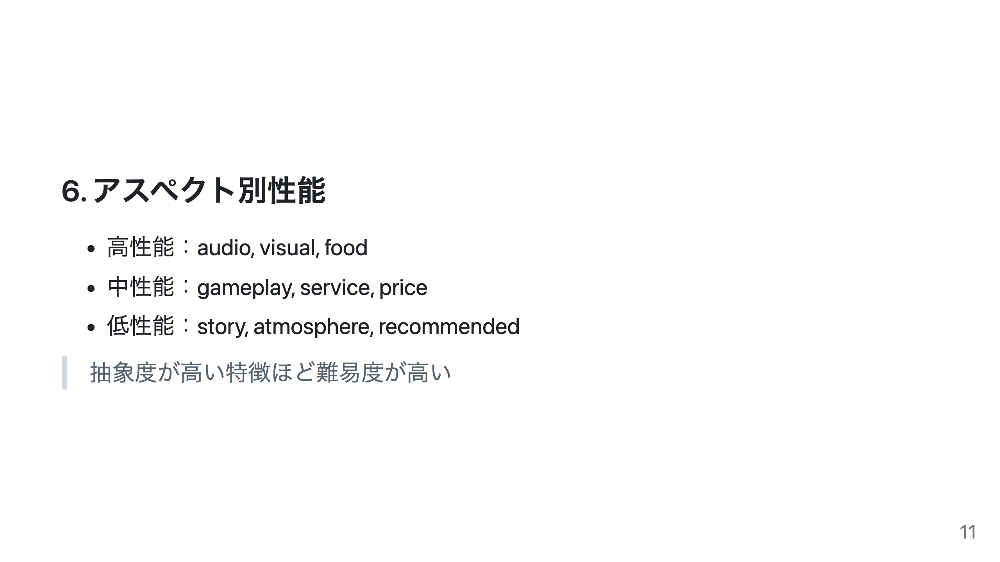 6. アスペクト別性能
• 高性能：audio, visual, food
• 中性能：gameplay, service, price
• 低性能：story, atmosphere, recommended
抽象度が高い特徴ほど難易度が高い
11